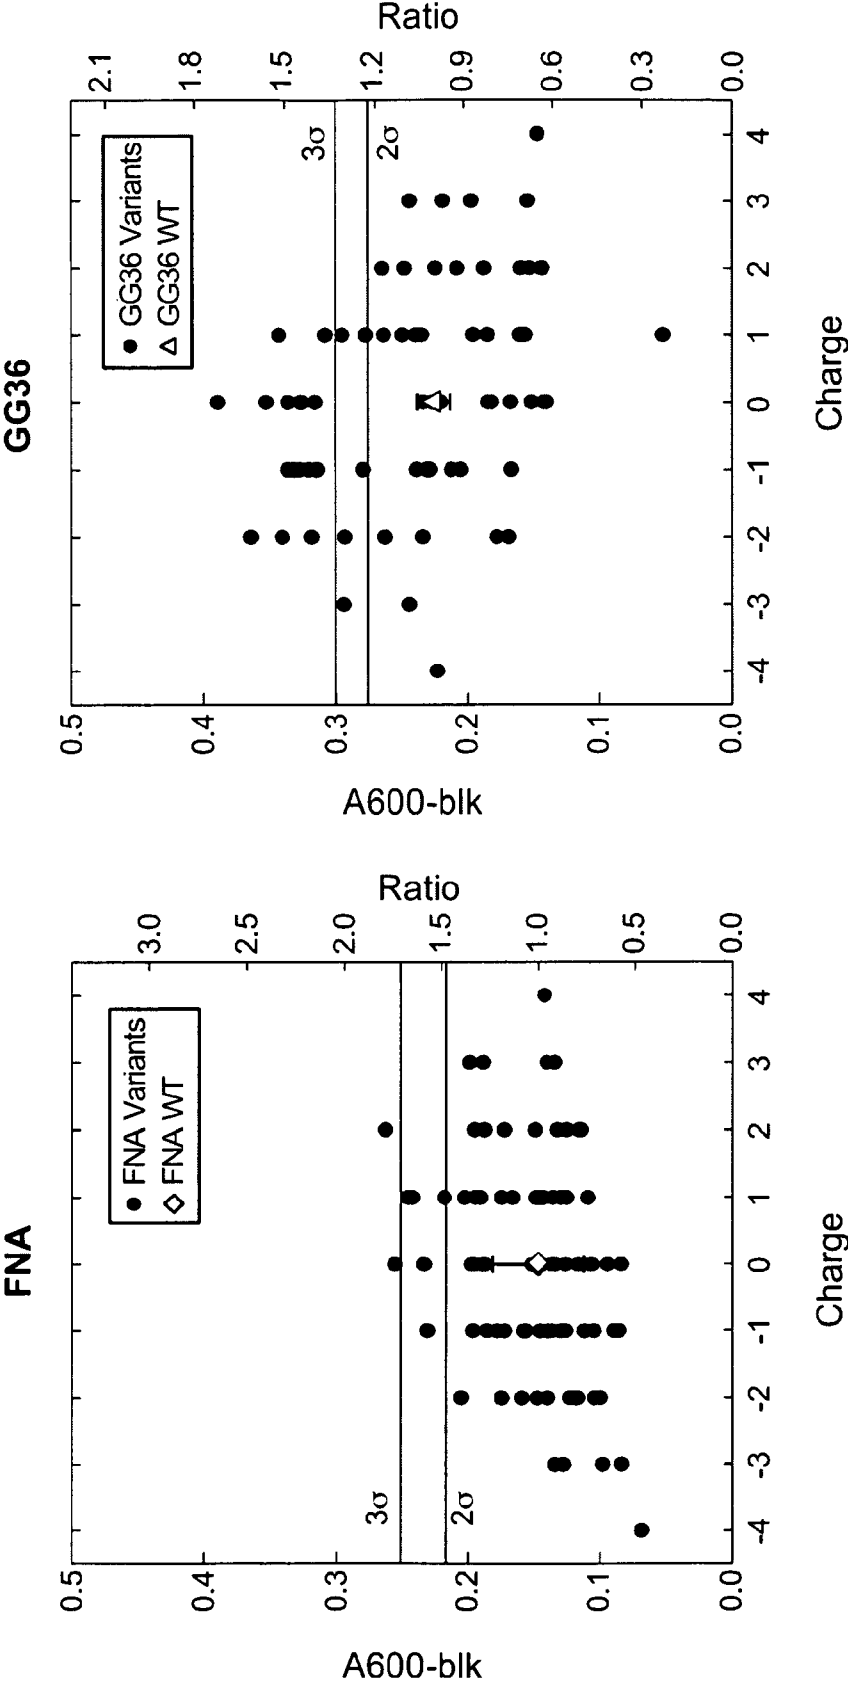 FNA
Ratio
3.0
2.5
2.0
1.5
1.0
0.5
0.0
0.5
0.4
0.3
0.2
0.1
0.0
A600-blk
FNA Variants
FNA WT
3σ
2σ
-4 -3 -2 -1 0 1 2 3 4
Charge
GG36
Ratio
2.1
1.8
1.5
1.2
0.9
0.6
0.3
0.0
0.5
0.4
0.3
0.2
0.1
0.0
A600-blk
GG36 Variants
GG36 WT
3σ
2σ
-4 -3 -2 -1 0 1 2 3 4
Charge